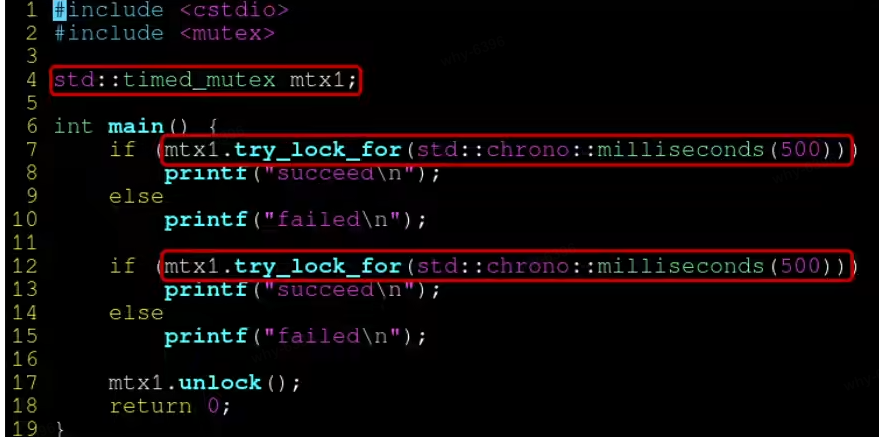 1 #include <cstdio>
2 #include <mutex>
3
4 std::timed_mutex mtx1;
5
6 int main() {
7     if (mtx1.try_lock_for(std::chrono::milliseconds(500)))
8         printf("succeed\n");
9     else
10         printf("failed\n");
11
12     if (mtx1.try_lock_for(std::chrono::milliseconds(500)))
13         printf("succeed\n");
14     else
15         printf("failed\n");
16
17     mtx1.unlock();
18     return 0;
19 }